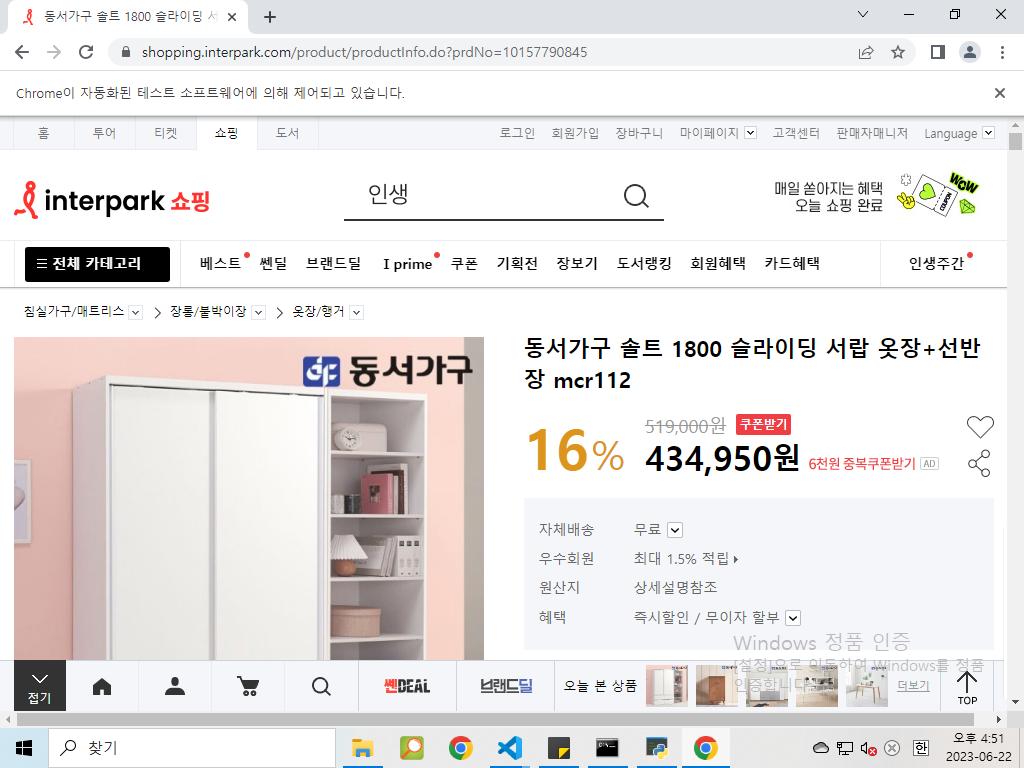 동서가구 솔트 1800 슬라이딩 서
shopping.interpark.com/product/productInfo.do?prdNo=10157790845
Chrome이 자동화된 테스트 소프트웨어에 의해 제어되고 있습니다.
홈 투어 티켓 쇼핑 도서 로그인 회원가입 장바구니 마이페이지 고객센터 판매자매니저 Language
interpark 쇼핑
인생
매일 쏟아지는 혜택
오늘 쇼핑 완료
WOW
COUPON
전체 카테고리 베스트 쎈딜 브랜드딜 I prime 쿠폰 기획전 장보기 도서랭킹 회원혜택 카드혜택 인생주간
침실가구/매트리스 장롱/붙박이장 옷장/행거
동서가구
동서가구 솔트 1800 슬라이딩 서랍 옷장+선반
장 mcr112
16%
519,000원 쿠폰받기
434,950원 6천원 중복쿠폰받기 AD
자체배송 무료
우수회원 최대 1.5% 적립
원산지 상세설명참조
혜택 즉시할인 / 무이자 할부
Windows 정품 인증
[설정]으로 이동하여 Windows를 정품
인증합니다.
접기
쎈DEAL
브랜드딜
오늘 본 상품
더보기
TOP
찾기
한
오후 4:51
2023-06-22